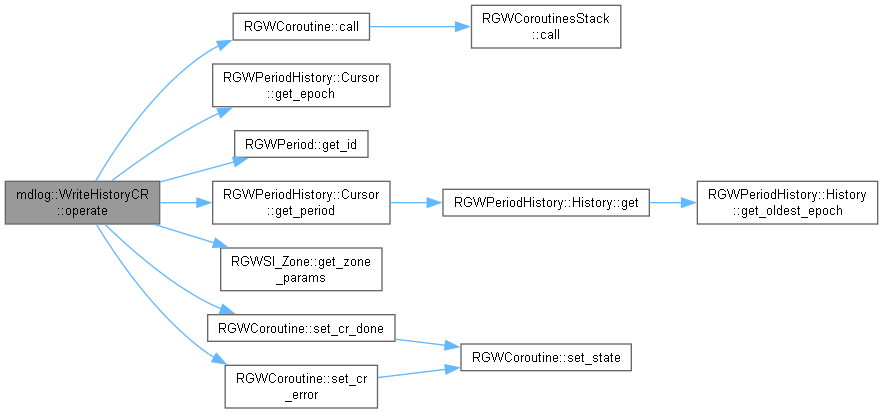 RGWCoroutine::call
RGWCoroutinesStack
::call
RGWPeriodHistory::Cursor
::get_epoch
RGWPeriod::get_id
mdlog::WriteHistoryCR
::operate
RGWPeriodHistory::Cursor
::get_period
RGWPeriodHistory::History::get
RGWPeriodHistory::History
::get_oldest_epoch
RGWSI_Zone::get_zone
_params
RGWCoroutine::set_cr_done
RGWCoroutine::set_state
RGWCoroutine::set_cr
_error